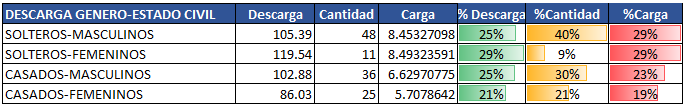 DESCARGA GENERO-ESTADO CIVIL Descarga Cantidad Carga % Descarga %Cantidad %Carga
SOLTEROS-MASCULINOS 105.39 48 8.45327098 25% 40% 29%
SOLTEROS-FEMENINOS 119.54 11 8.49323591 29% 9% 29%
CASADOS-MASCULINOS 102.88 36 6.62970775 25% 30% 23%
CASADOS-FEMENINOS 86.03 25 5.7078642 21% 21% 19%